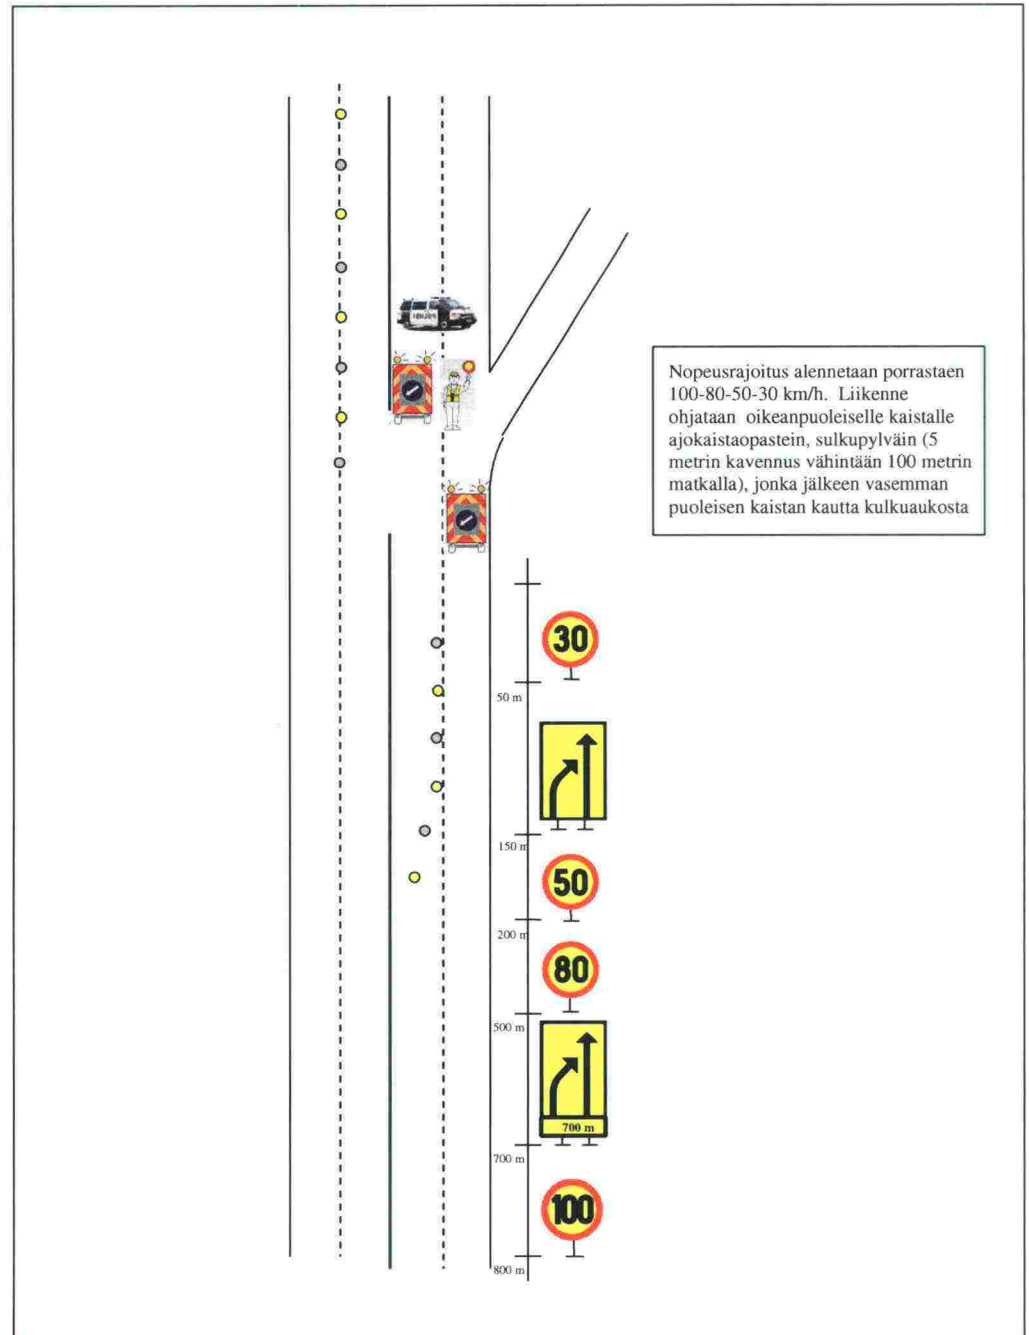 Nopeusrajoitus alennetaan porrastaen
100-80-50-30 km/h. Liikenne
ohjataan oikeanpuoleiselle kaistalle
ajokaistaopastein, sulkupylväin (5
metrin kavennus vähintään 100 metrin
matkalla), jonka jälkeen vasemman
puoleisen kaistan kautta kulkuaukosta
30
50 m
150 m
50
200 m
80
500 m
700 m
700 m
100
800 m